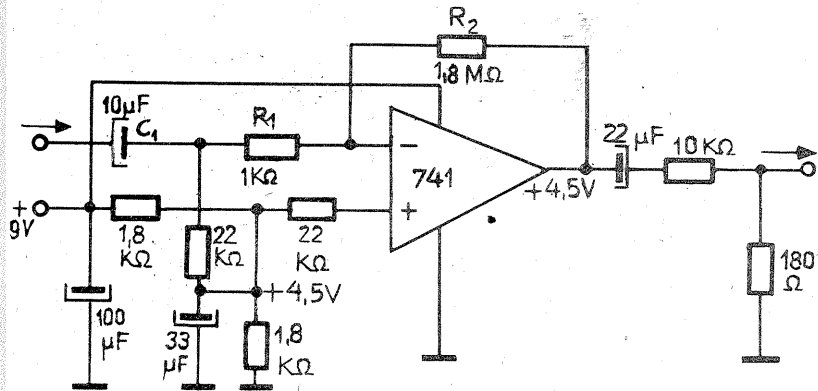 R2
1,8 MΩ
10µF
C1
R1
1KΩ
22 µF
10 KΩ
−
741
+
+4,5V
+
9V
1,8
KΩ
22
KΩ
22
KΩ
180
Ω
+4,5V
100
µF
33
µF
1,8
KΩ